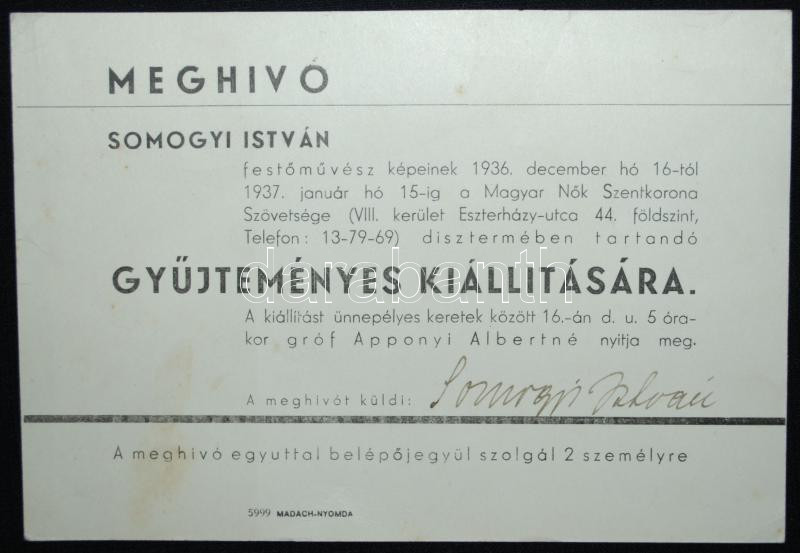 MEGHIVÓ
SOMOGYI ISTVÁN
festőművész képeinek 1936. december hó 16-tól
1937. január hó 15-ig a Magyar Nők Szentkorona
Szövetsége (VIII. kerület Eszterházy-utca 44. földszint,
Telefon: 13-79-69) disztermében tartandó
GYŰJTEMÉNYES KIÁLLITÁSÁRA.
darabanth
A kiállitást ünnepélyes keretek között 16.-án d. u. 5 óra-
kor gróf Apponyi Albertné nyitja meg.
A meghivót küldi: Somogyi István
A meghivó egyuttal belépőjegyül szolgál 2 személyre
5999 MADACH-NYOMDA